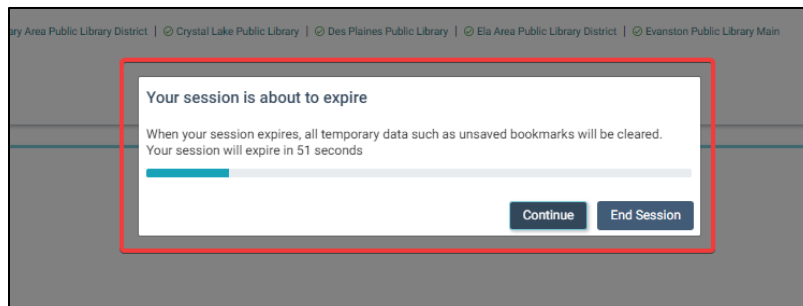 ry Area Public Library District | Crystal Lake Public Library | Des Plaines Public Library | Ela Area Public Library District | Evanston Public Library Main
Your session is about to expire
When your session expires, all temporary data such as unsaved bookmarks will be cleared.
Your session will expire in 51 seconds
Continue End Session